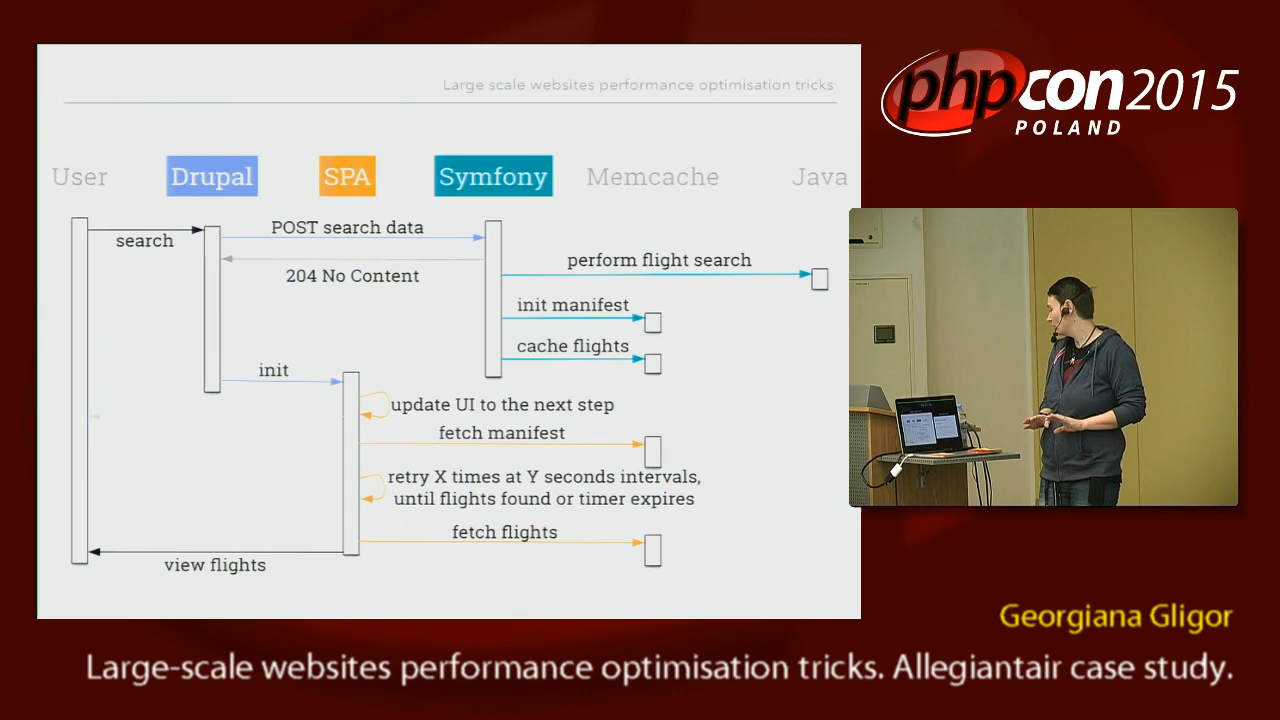 Large scale websites performance optimisation tricks
phpcon2015
POLAND
User Drupal SPA Symfony Memcache Java
search
POST search data
204 No Content
perform flight search
init manifest
cache flights
init
update UI to the next step
fetch manifest
retry X times at Y seconds intervals,
until flights found or timer expires
fetch flights
view flights
Georgiana Gligor
Large-scale websites performance optimisation tricks. Allegiantair case study.